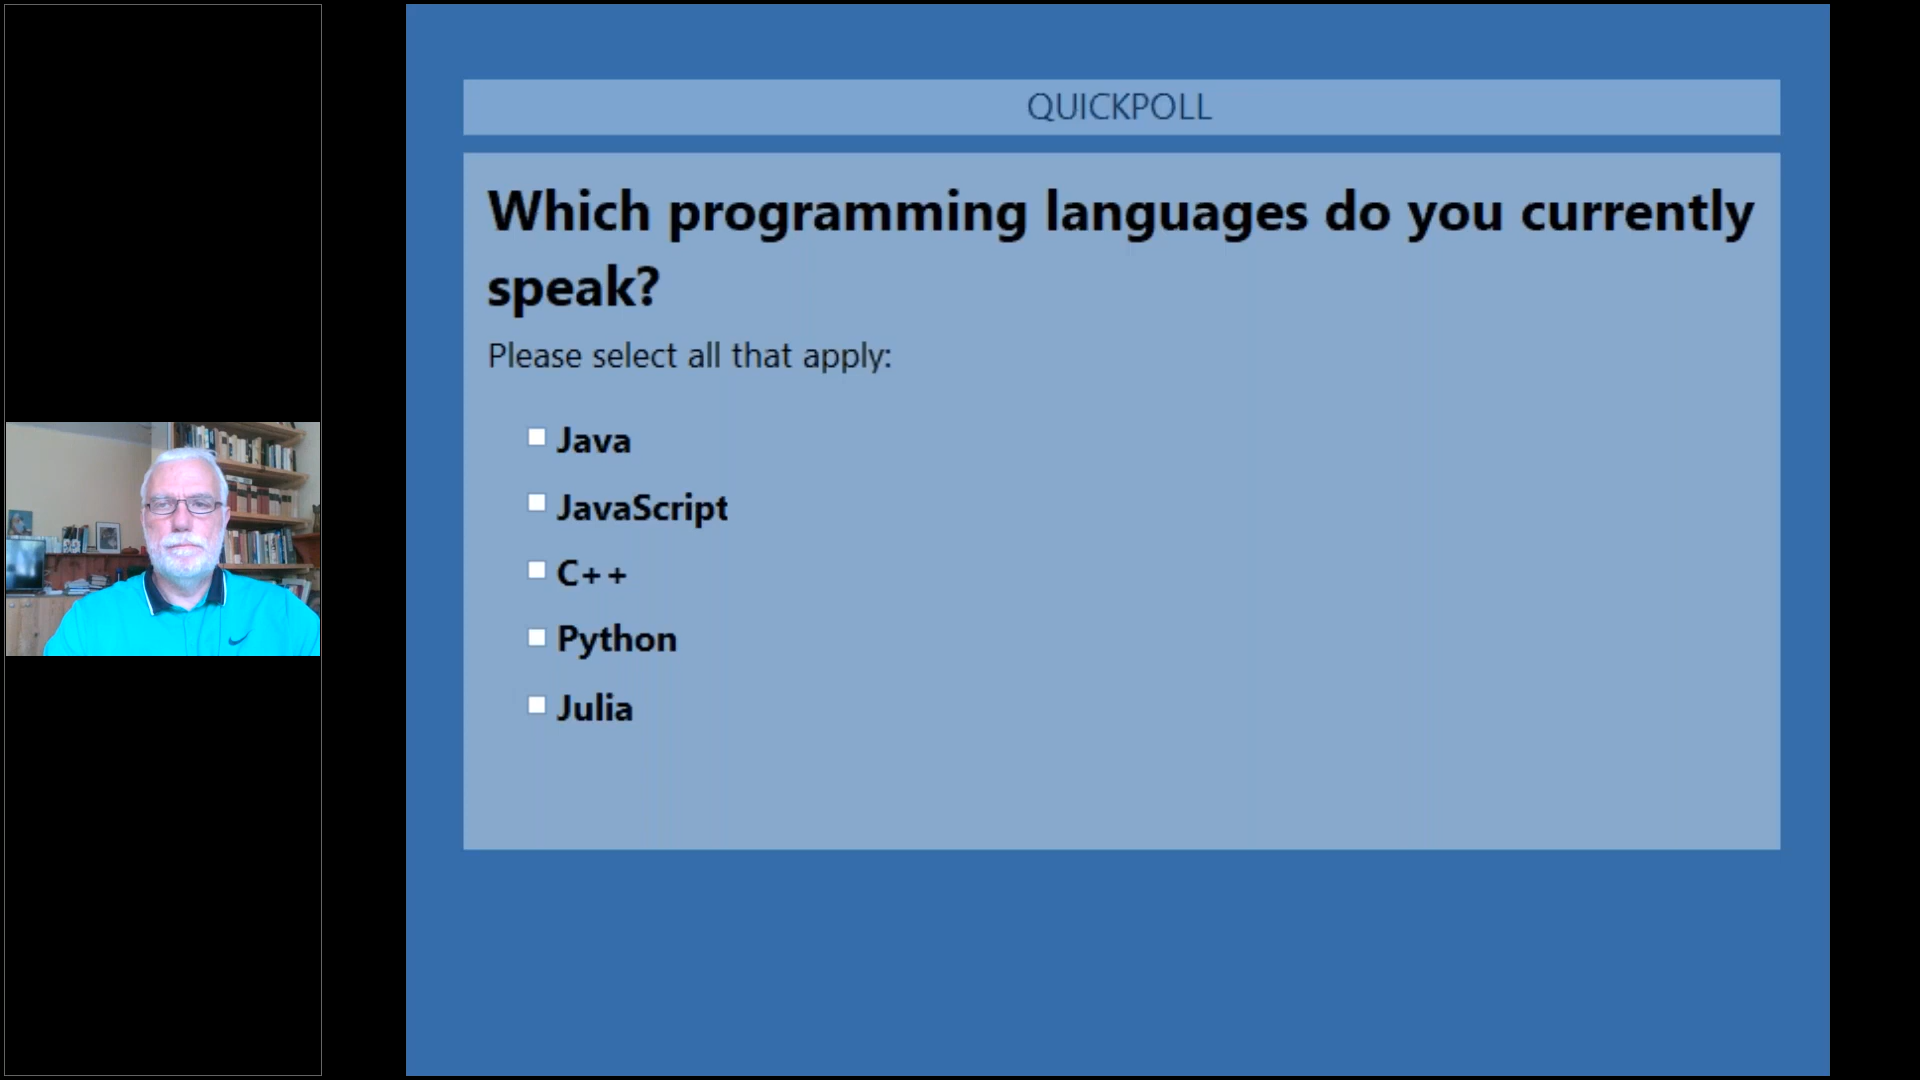 QUICKPOLL
Which programming languages do you currently
speak?
Please select all that apply:
Java
JavaScript
C++
Python
Julia